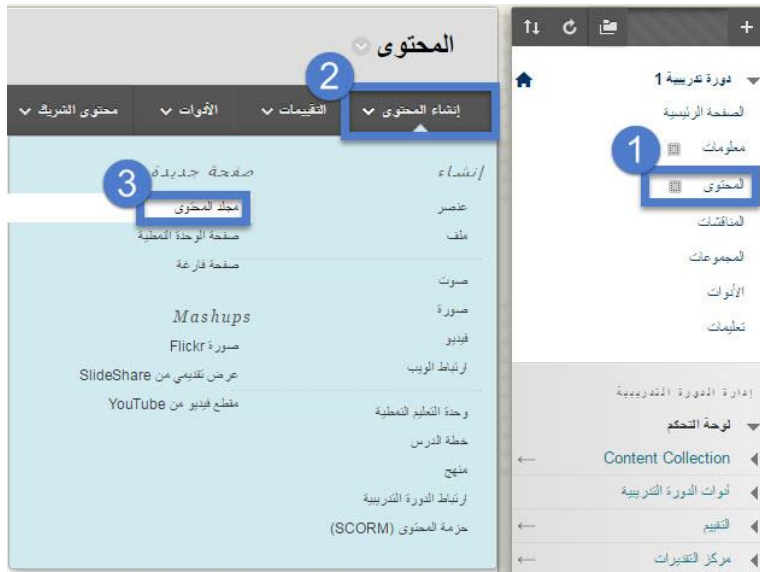 دورة تدريبية 1
الصفحة الرئيسية
معلومات
1
المحتوى
المناقشات
المجموعات
الأدوات
تعليمات
إدارة الدورة التدريبية
لوحة التحكم
Content Collection
أدوات الدورة التدريبية
التقييم
مركز التقديرات
المحتوى
2
إنشاء المحتوى
التقييمات
الأدوات
محتوى الشريك
إنشاء
عنصر
ملف
صوت
صورة
فيديو
ارتباط الويب
وحدة التعليم النمطية
خطة الدرس
منهج
ارتباط الدورة التدريبية
حزمة المحتوى (SCORM)
صفحة جديدة
3
مجلد المحتوى
صفحة الوحدة النمطية
صفحة فارغة
Mashups
صورة Flickr
عرض تقديمي من SlideShare
مقطع فيديو من YouTube